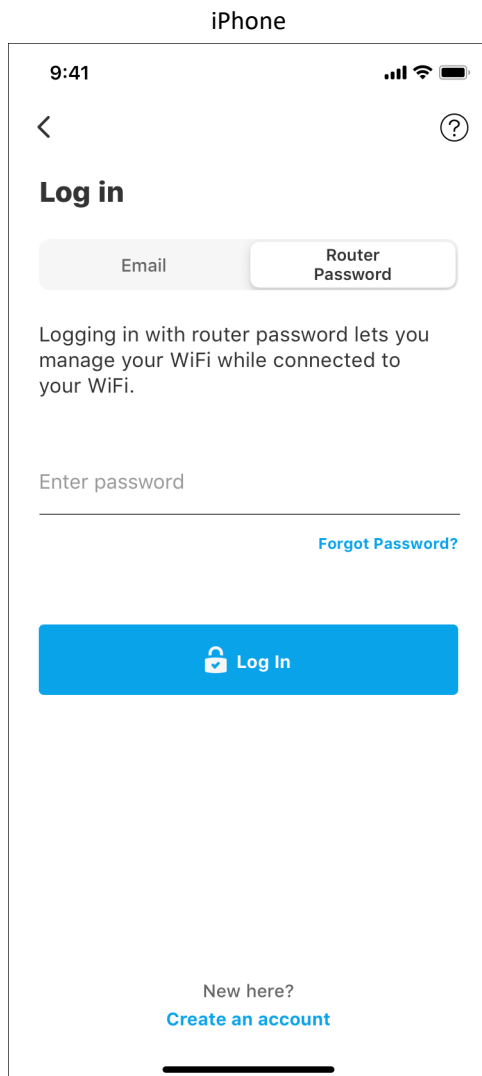 iPhone
9:41
?
Log in
Email
Router
Password
Logging in with router password lets you
manage your WiFi while connected to
your WiFi.
Enter password
Forgot Password?
Log In
New here?
Create an account